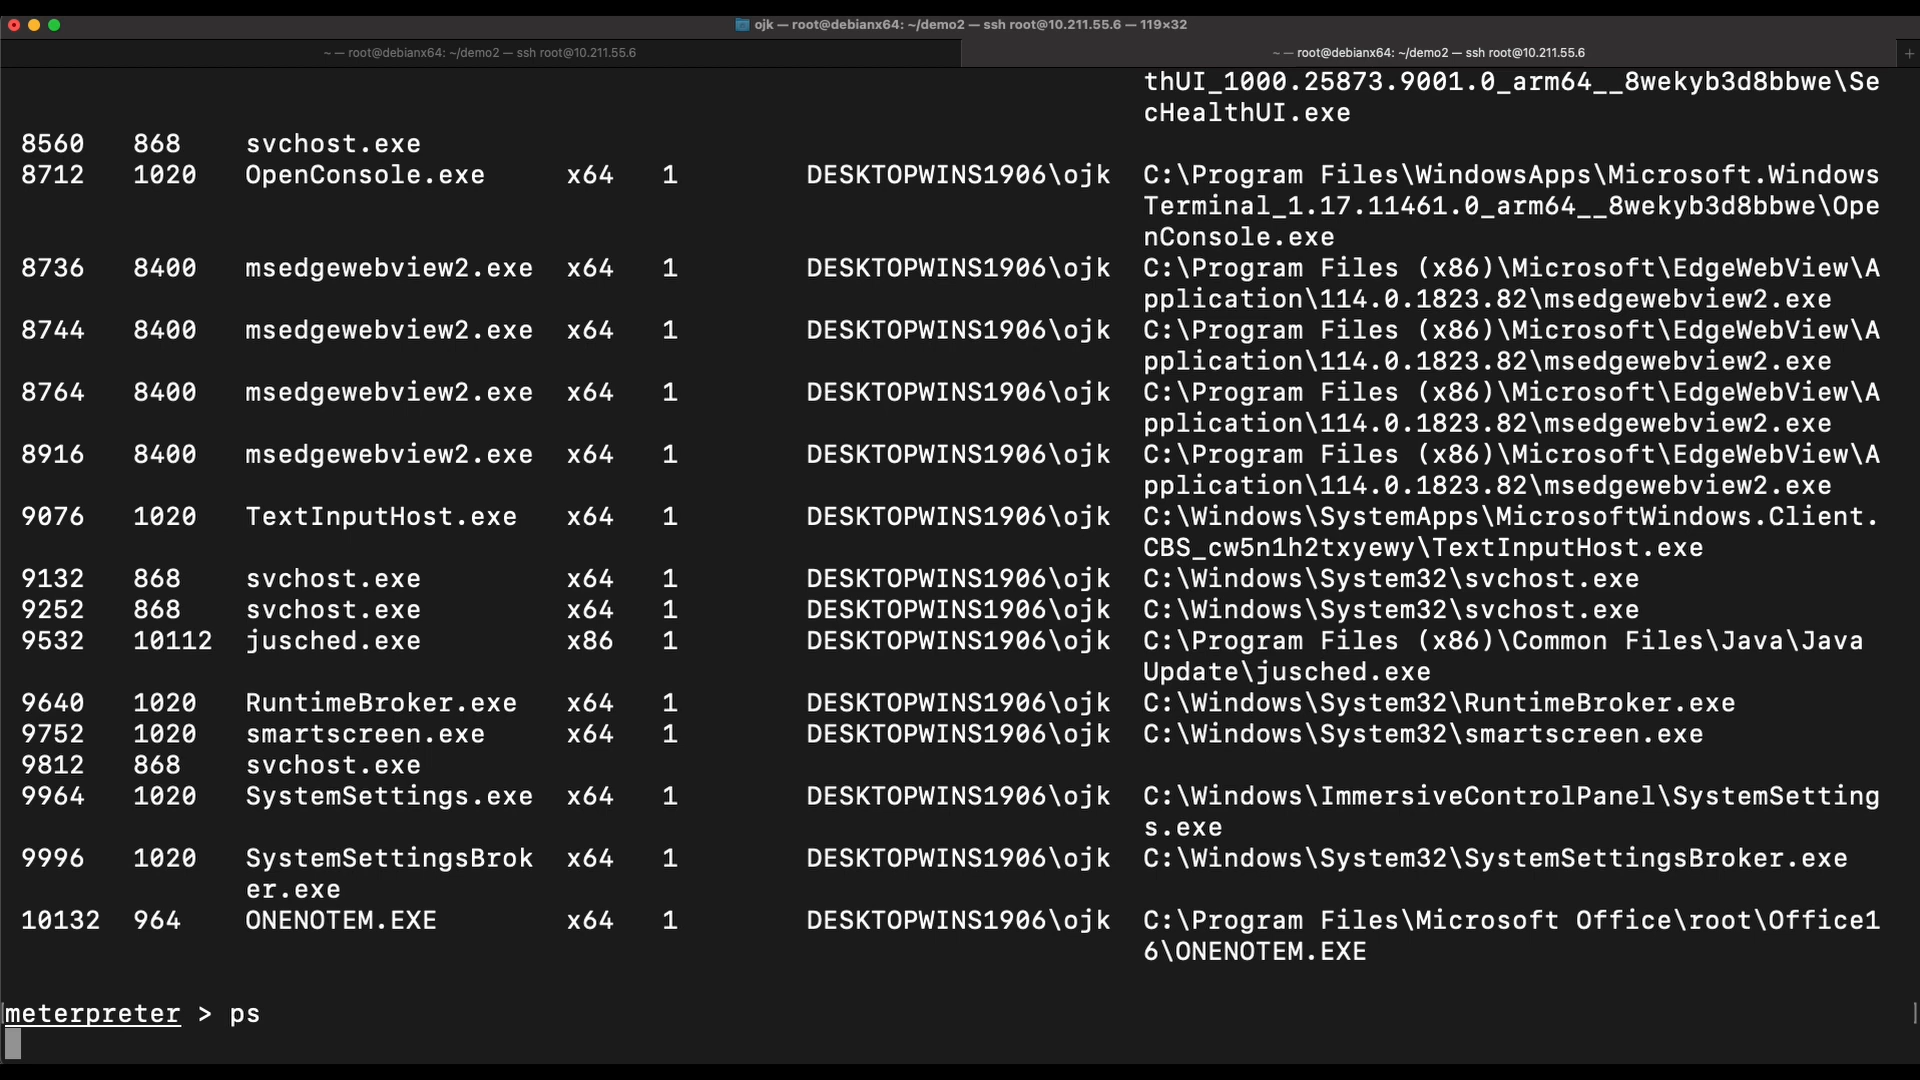 ojk — root@debianx64: ~/demo2 — ssh root@10.211.55.6 — 119×32
~ — root@debianx64: ~/demo2 — ssh root@10.211.55.6
~ — root@debianx64: ~/demo2 — ssh root@10.211.55.6 +
thUI_1000.25873.9001.0_arm64__8wekyb3d8bbwe\Se
cHealthUI.exe
8560 868 svchost.exe
8712 1020 OpenConsole.exe x64 1 DESKTOPWINS1906\ojk C:\Program Files\WindowsApps\Microsoft.Windows
Terminal_1.17.11461.0_arm64__8wekyb3d8bbwe\Ope
nConsole.exe
8736 8400 msedgewebview2.exe x64 1 DESKTOPWINS1906\ojk C:\Program Files (x86)\Microsoft\EdgeWebView\A
pplication\114.0.1823.82\msedgewebview2.exe
8744 8400 msedgewebview2.exe x64 1 DESKTOPWINS1906\ojk C:\Program Files (x86)\Microsoft\EdgeWebView\A
pplication\114.0.1823.82\msedgewebview2.exe
8764 8400 msedgewebview2.exe x64 1 DESKTOPWINS1906\ojk C:\Program Files (x86)\Microsoft\EdgeWebView\A
pplication\114.0.1823.82\msedgewebview2.exe
8916 8400 msedgewebview2.exe x64 1 DESKTOPWINS1906\ojk C:\Program Files (x86)\Microsoft\EdgeWebView\A
pplication\114.0.1823.82\msedgewebview2.exe
9076 1020 TextInputHost.exe x64 1 DESKTOPWINS1906\ojk C:\Windows\SystemApps\MicrosoftWindows.Client.
CBS_cw5n1h2txyewy\TextInputHost.exe
9132 868 svchost.exe x64 1 DESKTOPWINS1906\ojk C:\Windows\System32\svchost.exe
9252 868 svchost.exe x64 1 DESKTOPWINS1906\ojk C:\Windows\System32\svchost.exe
9532 10112 jusched.exe x86 1 DESKTOPWINS1906\ojk C:\Program Files (x86)\Common Files\Java\Java
Update\jusched.exe
9640 1020 RuntimeBroker.exe x64 1 DESKTOPWINS1906\ojk C:\Windows\System32\RuntimeBroker.exe
9752 1020 smartscreen.exe x64 1 DESKTOPWINS1906\ojk C:\Windows\System32\smartscreen.exe
9812 868 svchost.exe
9964 1020 SystemSettings.exe x64 1 DESKTOPWINS1906\ojk C:\Windows\ImmersiveControlPanel\SystemSetting
s.exe
9996 1020 SystemSettingsBrok x64 1 DESKTOPWINS1906\ojk C:\Windows\System32\SystemSettingsBroker.exe
er.exe
10132 964 ONENOTEM.EXE x64 1 DESKTOPWINS1906\ojk C:\Program Files\Microsoft Office\root\Office1
6\ONENOTEM.EXE
meterpreter > ps